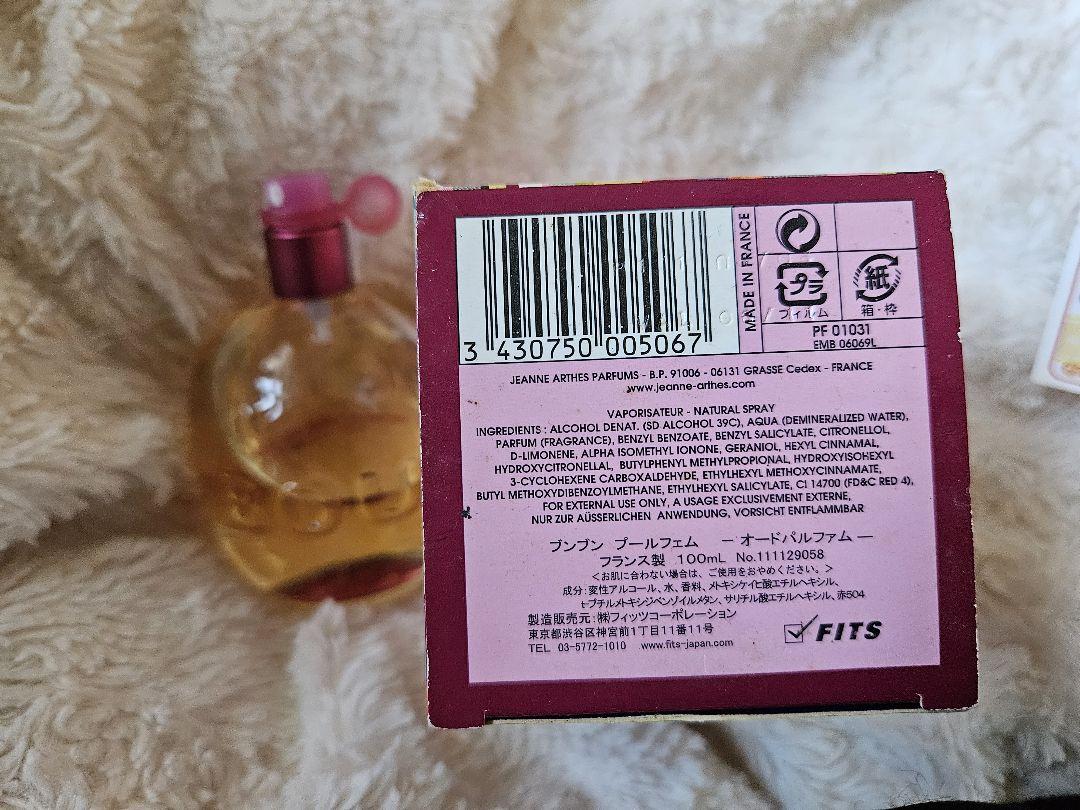 3 430750 005067
MADE IN FRANCE
プラ
フィルム
紙
箱・枠
PF 01031
EMB 06069L
JEANNE ARTHES PARFUMS - B.P. 91006 - 06131 GRASSE Cedex - FRANCE
www.jeanne-arthes.com
VAPORISATEUR - NATURAL SPRAY
INGREDIENTS : ALCOHOL DENAT. (SD ALCOHOL 39C), AQUA (DEMINERALIZED WATER),
PARFUM (FRAGRANCE), BENZYL BENZOATE, BENZYL SALICYLATE, CITRONELLOL,
D-LIMONENE, ALPHA ISOMETHYL IONONE, GERANIOL, HEXYL CINNAMAL,
HYDROXYCITRONELLAL, BUTYLPHENYL METHYLPROPIONAL, HYDROXYISOHEXYL
3-CYCLOHEXENE CARBOXALDEHYDE, ETHYLHEXYL METHOXYCINNAMATE,
BUTYL METHOXYDIBENZOYLMETHANE, ETHYLHEXYL SALICYLATE, CI 14700 (FD&C RED 4),
FOR EXTERNAL USE ONLY, A USAGE EXCLUSIVEMENT EXTERNE,
NUR ZUR AÜSSERLICHEN ANWENDUNG, VORSICHT ENTFLAMMBAR
ブンブン プールフェム －オードパルファム－
フランス製 100mL No.111129058
＜お肌に合わない場合は、ご使用をおやめください。＞
成分：変性アルコール、水、香料、メトキシケイヒ酸エチルヘキシル、
t-ブチルメトキシジベンゾイルメタン、サリチル酸エチルヘキシル、赤504
製造販売元：㈱フィッツコーポレーション
東京都渋谷区神宮前1丁目11番11号
TEL 03-5772-1010 www.fits-japan.com
FITS